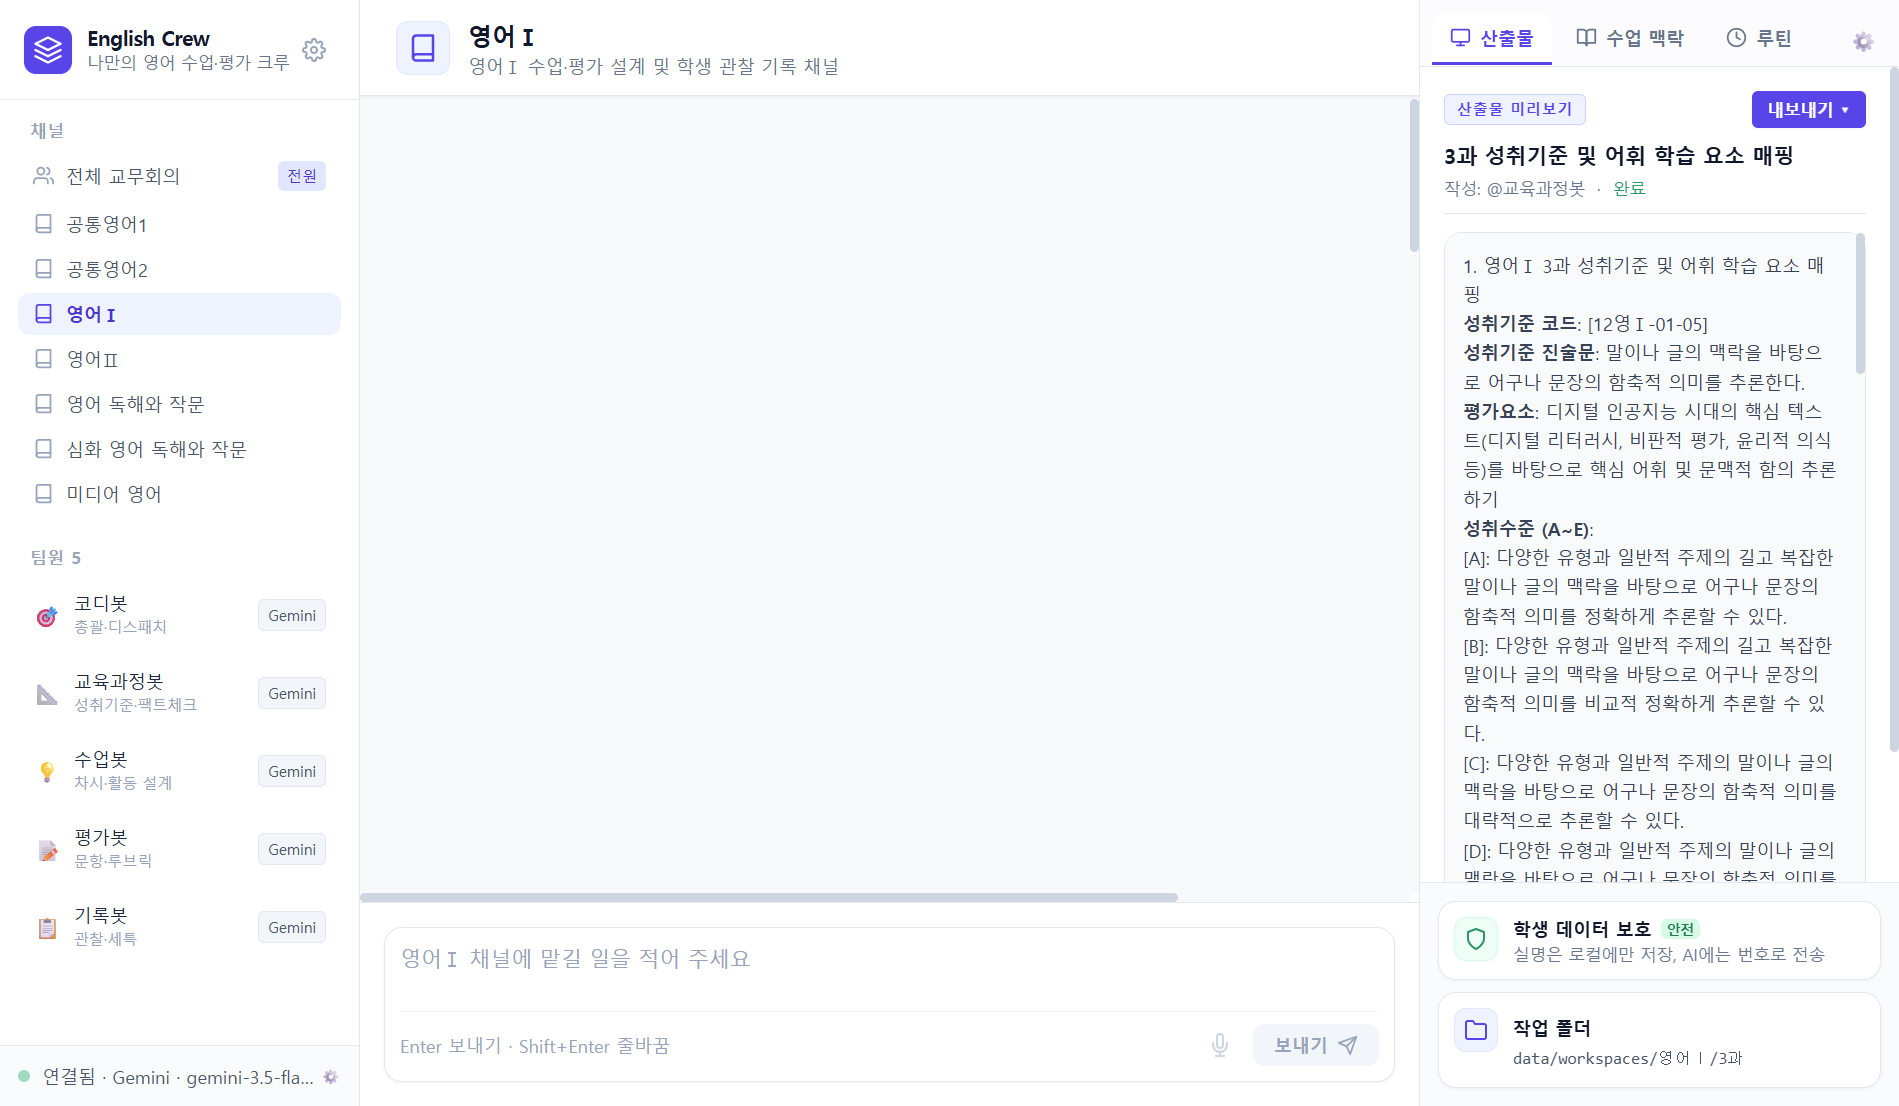 English Crew
나만의 영어 수업·평가 크루
채널
전체 교무회의
전원
공통영어1
공통영어2
영어Ⅰ
영어Ⅱ
영어 독해와 작문
심화 영어 독해와 작문
미디어 영어
팀원 5
코디봇
총괄·디스패치
Gemini
교육과정봇
성취기준·팩트체크
Gemini
수업봇
차시·활동 설계
Gemini
평가봇
문항·루브릭
Gemini
기록봇
관찰·세특
Gemini
연결됨 · Gemini · gemini-3.5-fla...
영어Ⅰ
영어Ⅰ 수업·평가 설계 및 학생 관찰 기록 채널
영어Ⅰ 채널에 맡길 일을 적어 주세요
Enter 보내기 · Shift+Enter 줄바꿈
보내기
산출물
수업 맥락
루틴
산출물 미리보기
내보내기 ▾
3과 성취기준 및 어휘 학습 요소 매핑
작성: @교육과정봇 · 완료
1. 영어Ⅰ 3과 성취기준 및 어휘 학습 요소 매
핑
성취기준 코드: [12영Ⅰ-01-05]
성취기준 진술문: 말이나 글의 맥락을 바탕으
로 어구나 문장의 함축적 의미를 추론한다.
평가요소: 디지털 인공지능 시대의 핵심 텍스
트(디지털 리터러시, 비판적 평가, 윤리적 의식
등)를 바탕으로 핵심 어휘 및 문맥적 함의 추론
하기
성취수준 (A~E):
[A]: 다양한 유형과 일반적 주제의 길고 복잡한
말이나 글의 맥락을 바탕으로 어구나 문장의
함축적 의미를 정확하게 추론할 수 있다.
[B]: 다양한 유형과 일반적 주제의 길고 복잡한
말이나 글의 맥락을 바탕으로 어구나 문장의
함축적 의미를 비교적 정확하게 추론할 수 있
다.
[C]: 다양한 유형과 일반적 주제의 말이나 글의
맥락을 바탕으로 어구나 문장의 함축적 의미를
대략적으로 추론할 수 있다.
[D]: 다양한 유형과 일반적 주제의 말이나 글의
맥락을 바탕으로 어구나 문장의 함축적 의미를
학생 데이터 보호
안전
실명은 로컬에만 저장, AI에는 번호로 전송
작업 폴더
data/workspaces/영어Ⅰ/3과